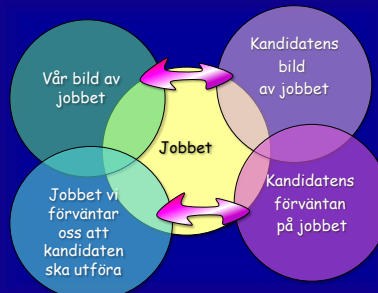 Vår bild av
jobbet
Kandidatens
bild
av jobbet
Jobbet
Jobbet vi
förväntar
oss att
kandidaten
ska utföra
Kandidatens
förväntan
på jobbet